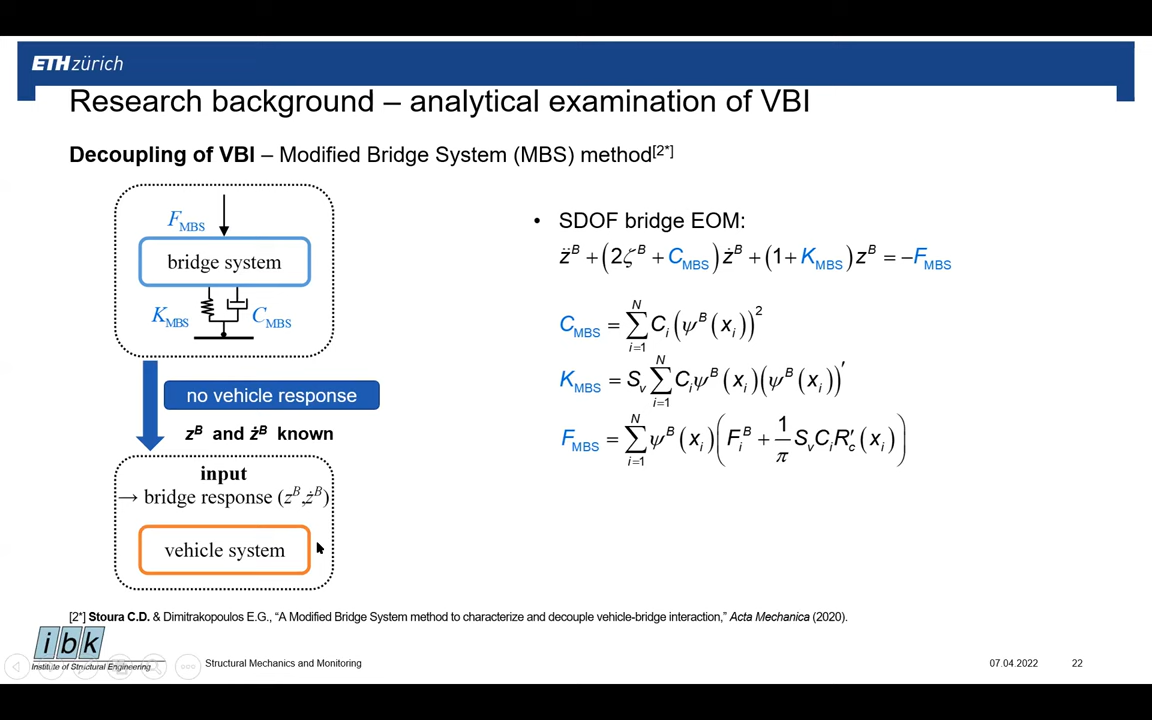 ETH zürich
Research background – analytical examination of VBI
Decoupling of VBI – Modified Bridge System (MBS) method[2*]
F_MBS
bridge system
K_MBS C_MBS
no vehicle response
z^B and ż^B known
input
→ bridge response (z^B,ż^B)
vehicle system
• SDOF bridge EOM:
z̈^B + (2ζ^B + C_MBS) ż^B + (1 + K_MBS) z^B = −F_MBS
C_MBS = ∑_{i=1}^{N} C_i (ψ^B (x_i))^2
K_MBS = S_v ∑_{i=1}^{N} C_i ψ^B (x_i) (ψ^B (x_i))′
F_MBS = ∑_{i=1}^{N} ψ^B (x_i) (F_i^B + 1/π S_v C_i R′_c (x_i))
[2*] Stoura C.D. & Dimitrakopoulos E.G., “A Modified Bridge System method to characterize and decouple vehicle-bridge interaction,” Acta Mechanica (2020).
ibk
Institute of Structural Engineering
Structural Mechanics and Monitoring
07.04.2022
22